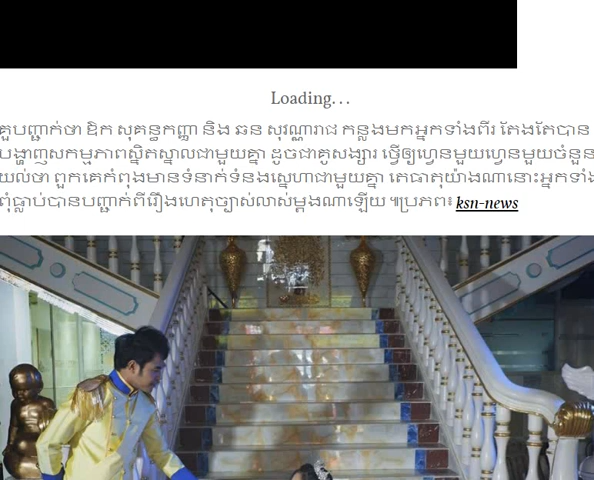 Loading...
គួបញ្ជាក់ថា ឱក សុគន្ធកញ្ញា និង ឆន សុវណ្ណារាជ កន្លងមកអ្នកទាំងពីរ តែងតែបាន
បង្ហាញសកម្មភាពស្និតស្នាលជាមួយគ្នា ដូចជាគូសង្សារ ធ្វើឲ្យហ្វេនមួយហ្វេនមួយចំនួន
យល់ថា ពួកគេកំពុងមានទំនាក់ទំនងស្នេហាជាមួយគ្នា តែធាតុយ៉ាងណានោះអ្នកទាំង
ពុំធ្លាប់បានបញ្ជាក់ពីរឿងហេតុច្បាស់លាស់ម្តងណាឡើយ ៕ប្រភព៖ ksn-news